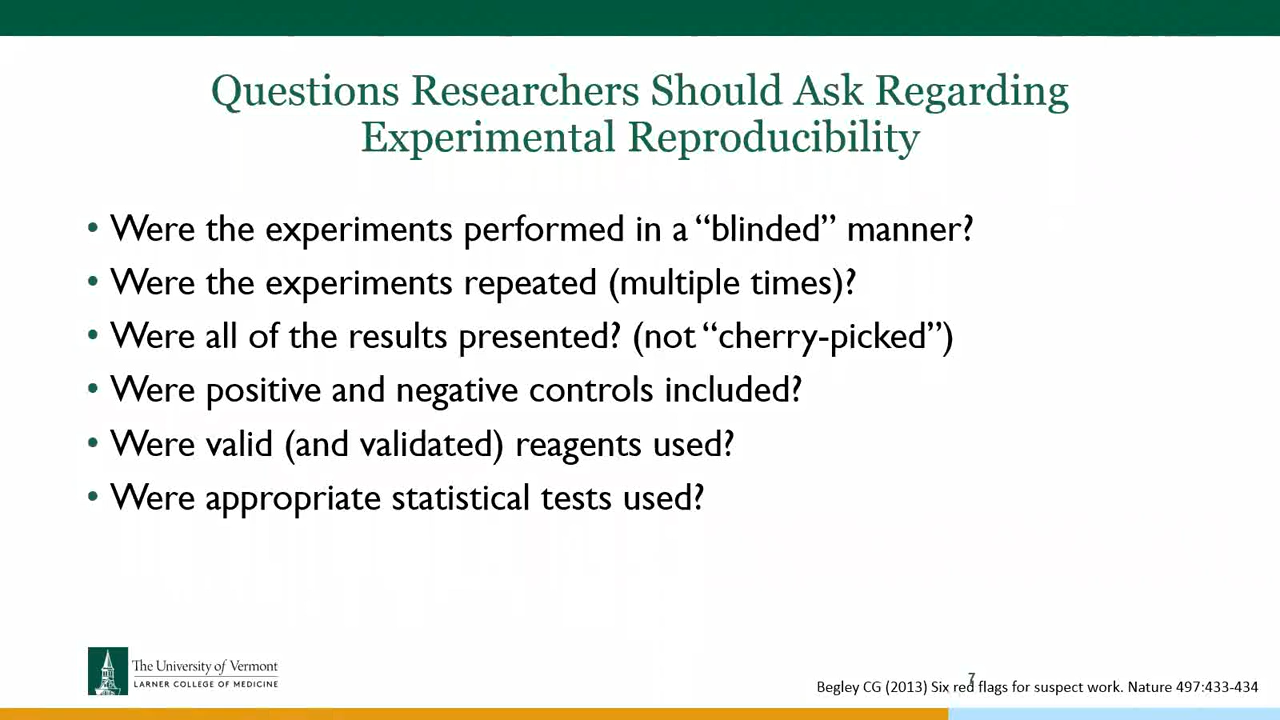 Questions Researchers Should Ask Regarding
Experimental Reproducibility
• Were the experiments performed in a “blinded” manner?
• Were the experiments repeated (multiple times)?
• Were all of the results presented? (not “cherry-picked”)
• Were positive and negative controls included?
• Were valid (and validated) reagents used?
• Were appropriate statistical tests used?
The University of Vermont
LARNER COLLEGE OF MEDICINE
7
Begley CG (2013) Six red flags for suspect work. Nature 497:433-434